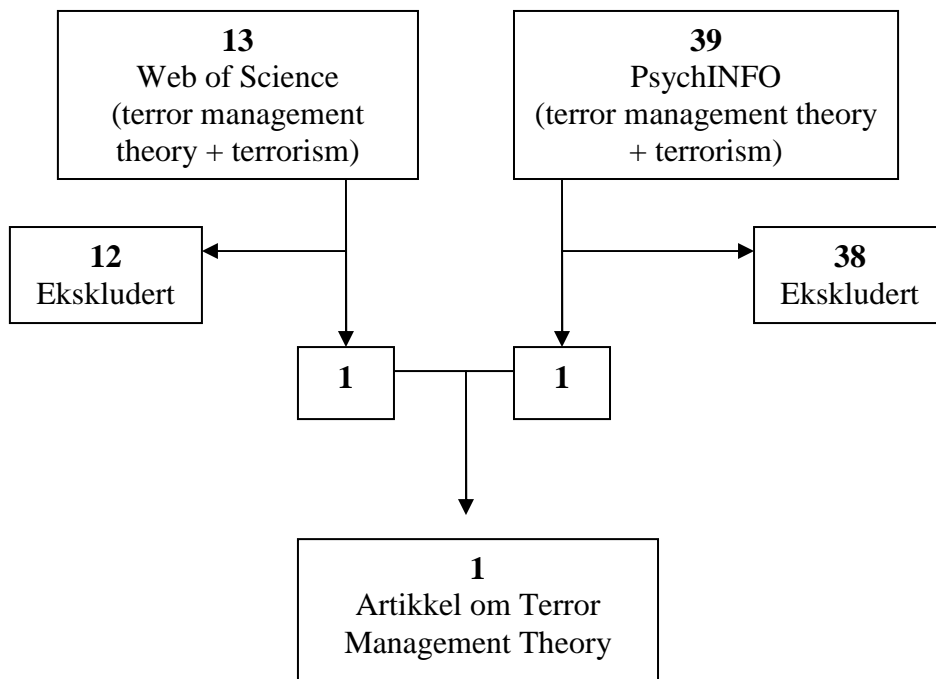 13
Web of Science
(terror management
theory + terrorism)
39
PsychINFO
(terror management theory
+ terrorism)
12
Ekskludert
38
Ekskludert
1
1
1
Artikkel om Terror
Management Theory